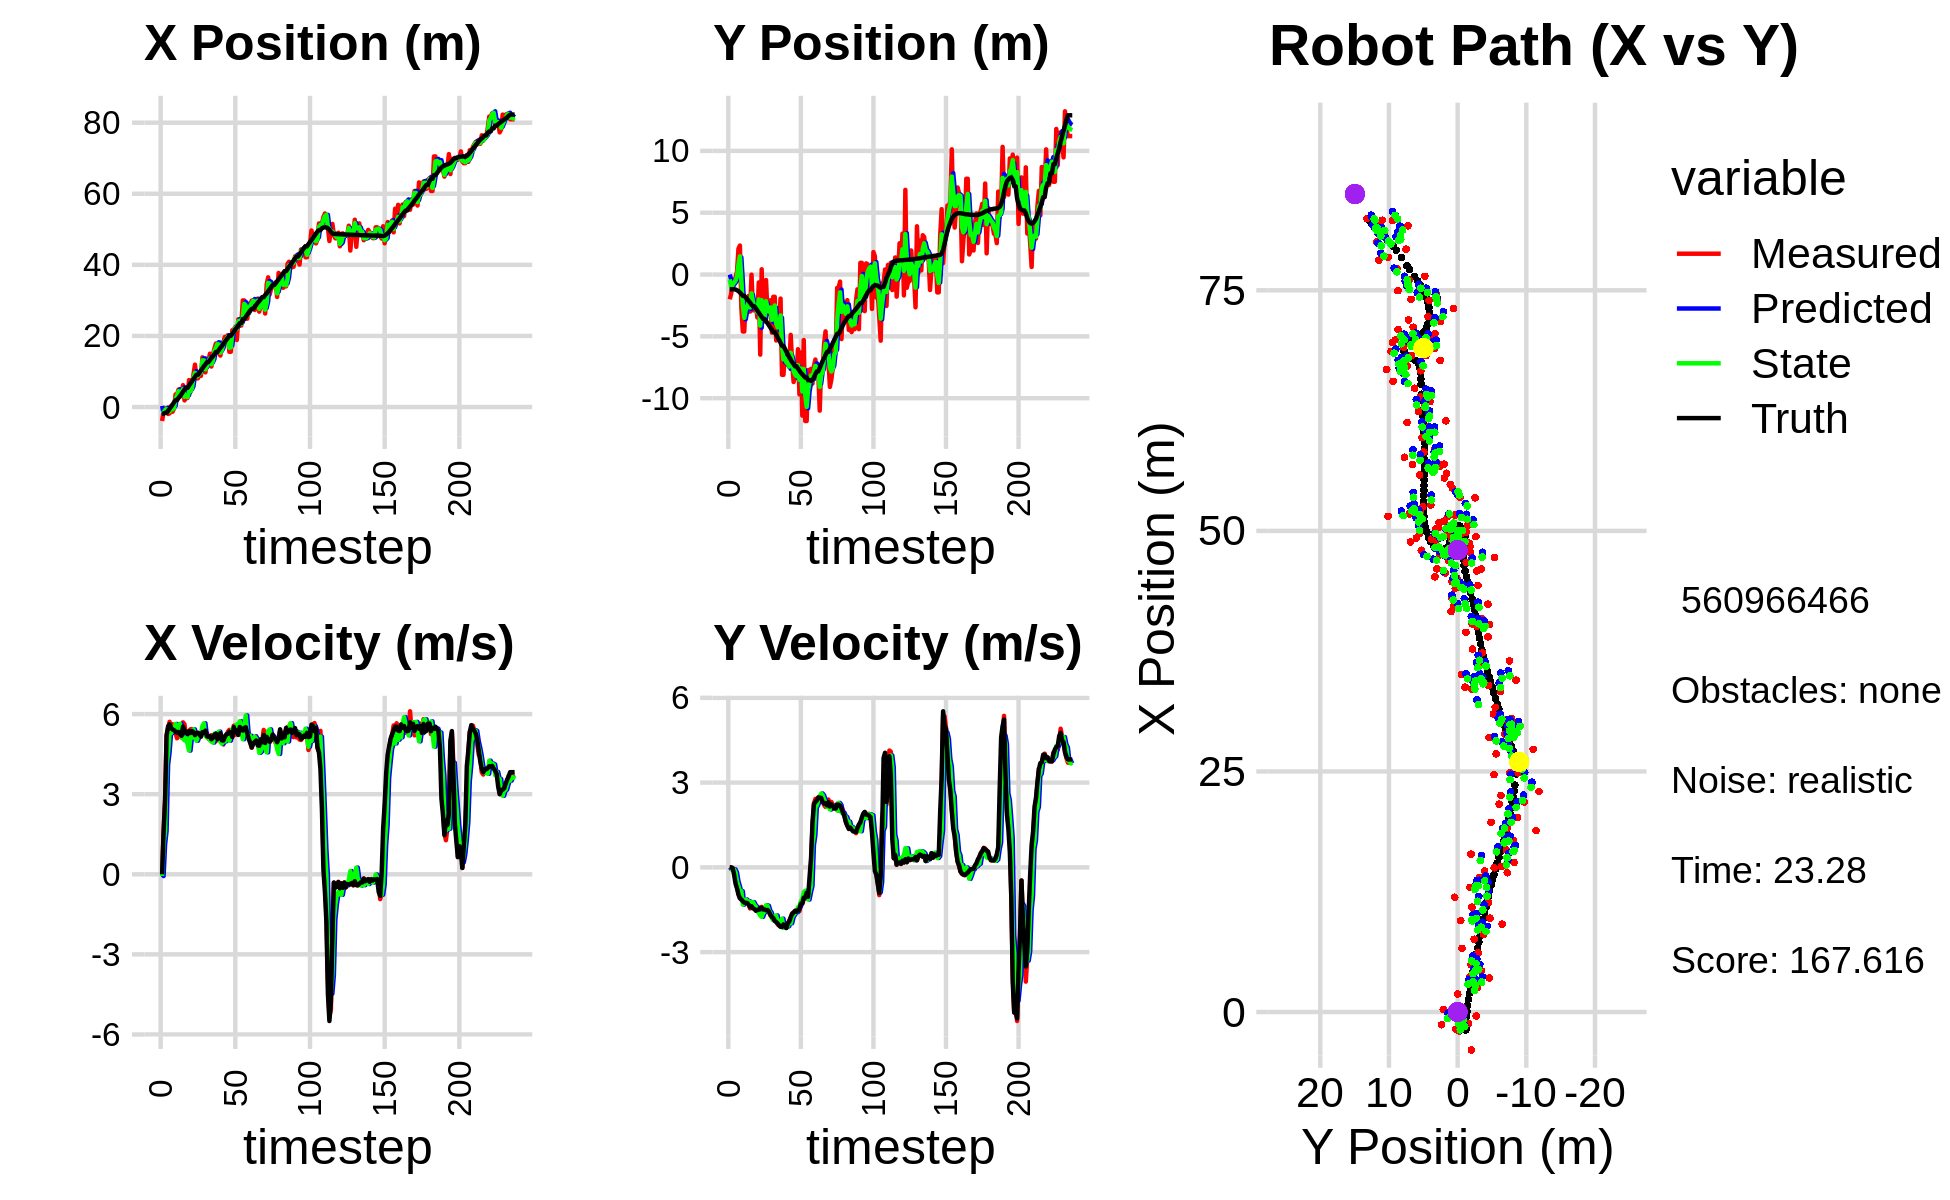 X Position (m)
80
60
40
20
0
0
50
100
150
200
timestep
Y Position (m)
10
5
0
-5
-10
0
50
100
150
200
timestep
X Velocity (m/s)
6
3
0
-3
-6
0
50
100
150
200
timestep
Y Velocity (m/s)
6
3
0
-3
0
50
100
150
200
timestep
Robot Path (X vs Y)
X Position (m)
75
50
25
0
20 10 0 -10 -20
Y Position (m)
variable
Measured
Predicted
State
Truth
560966466
Obstacles: none
Noise: realistic
Time: 23.28
Score: 167.616